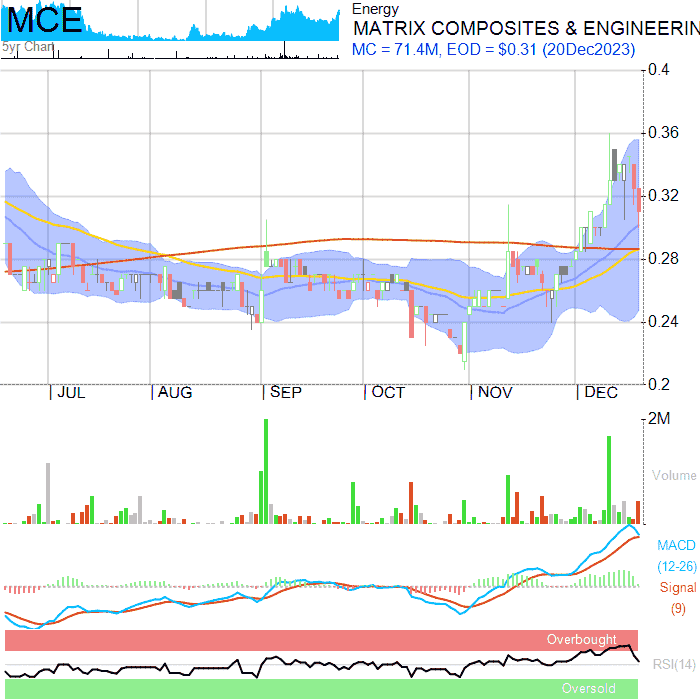 MCE
Energy
MATRIX COMPOSITES & ENGINEERIN
5yr Chart
MC = 71.4M, EOD = $0.31 (20Dec2023)
0.4
0.36
0.32
0.28
0.24
0.2
JUL AUG SEP OCT NOV DEC
2M
Volume
MACD
(12-26)
Signal
(9)
Overbought
RSI(14)
Oversold